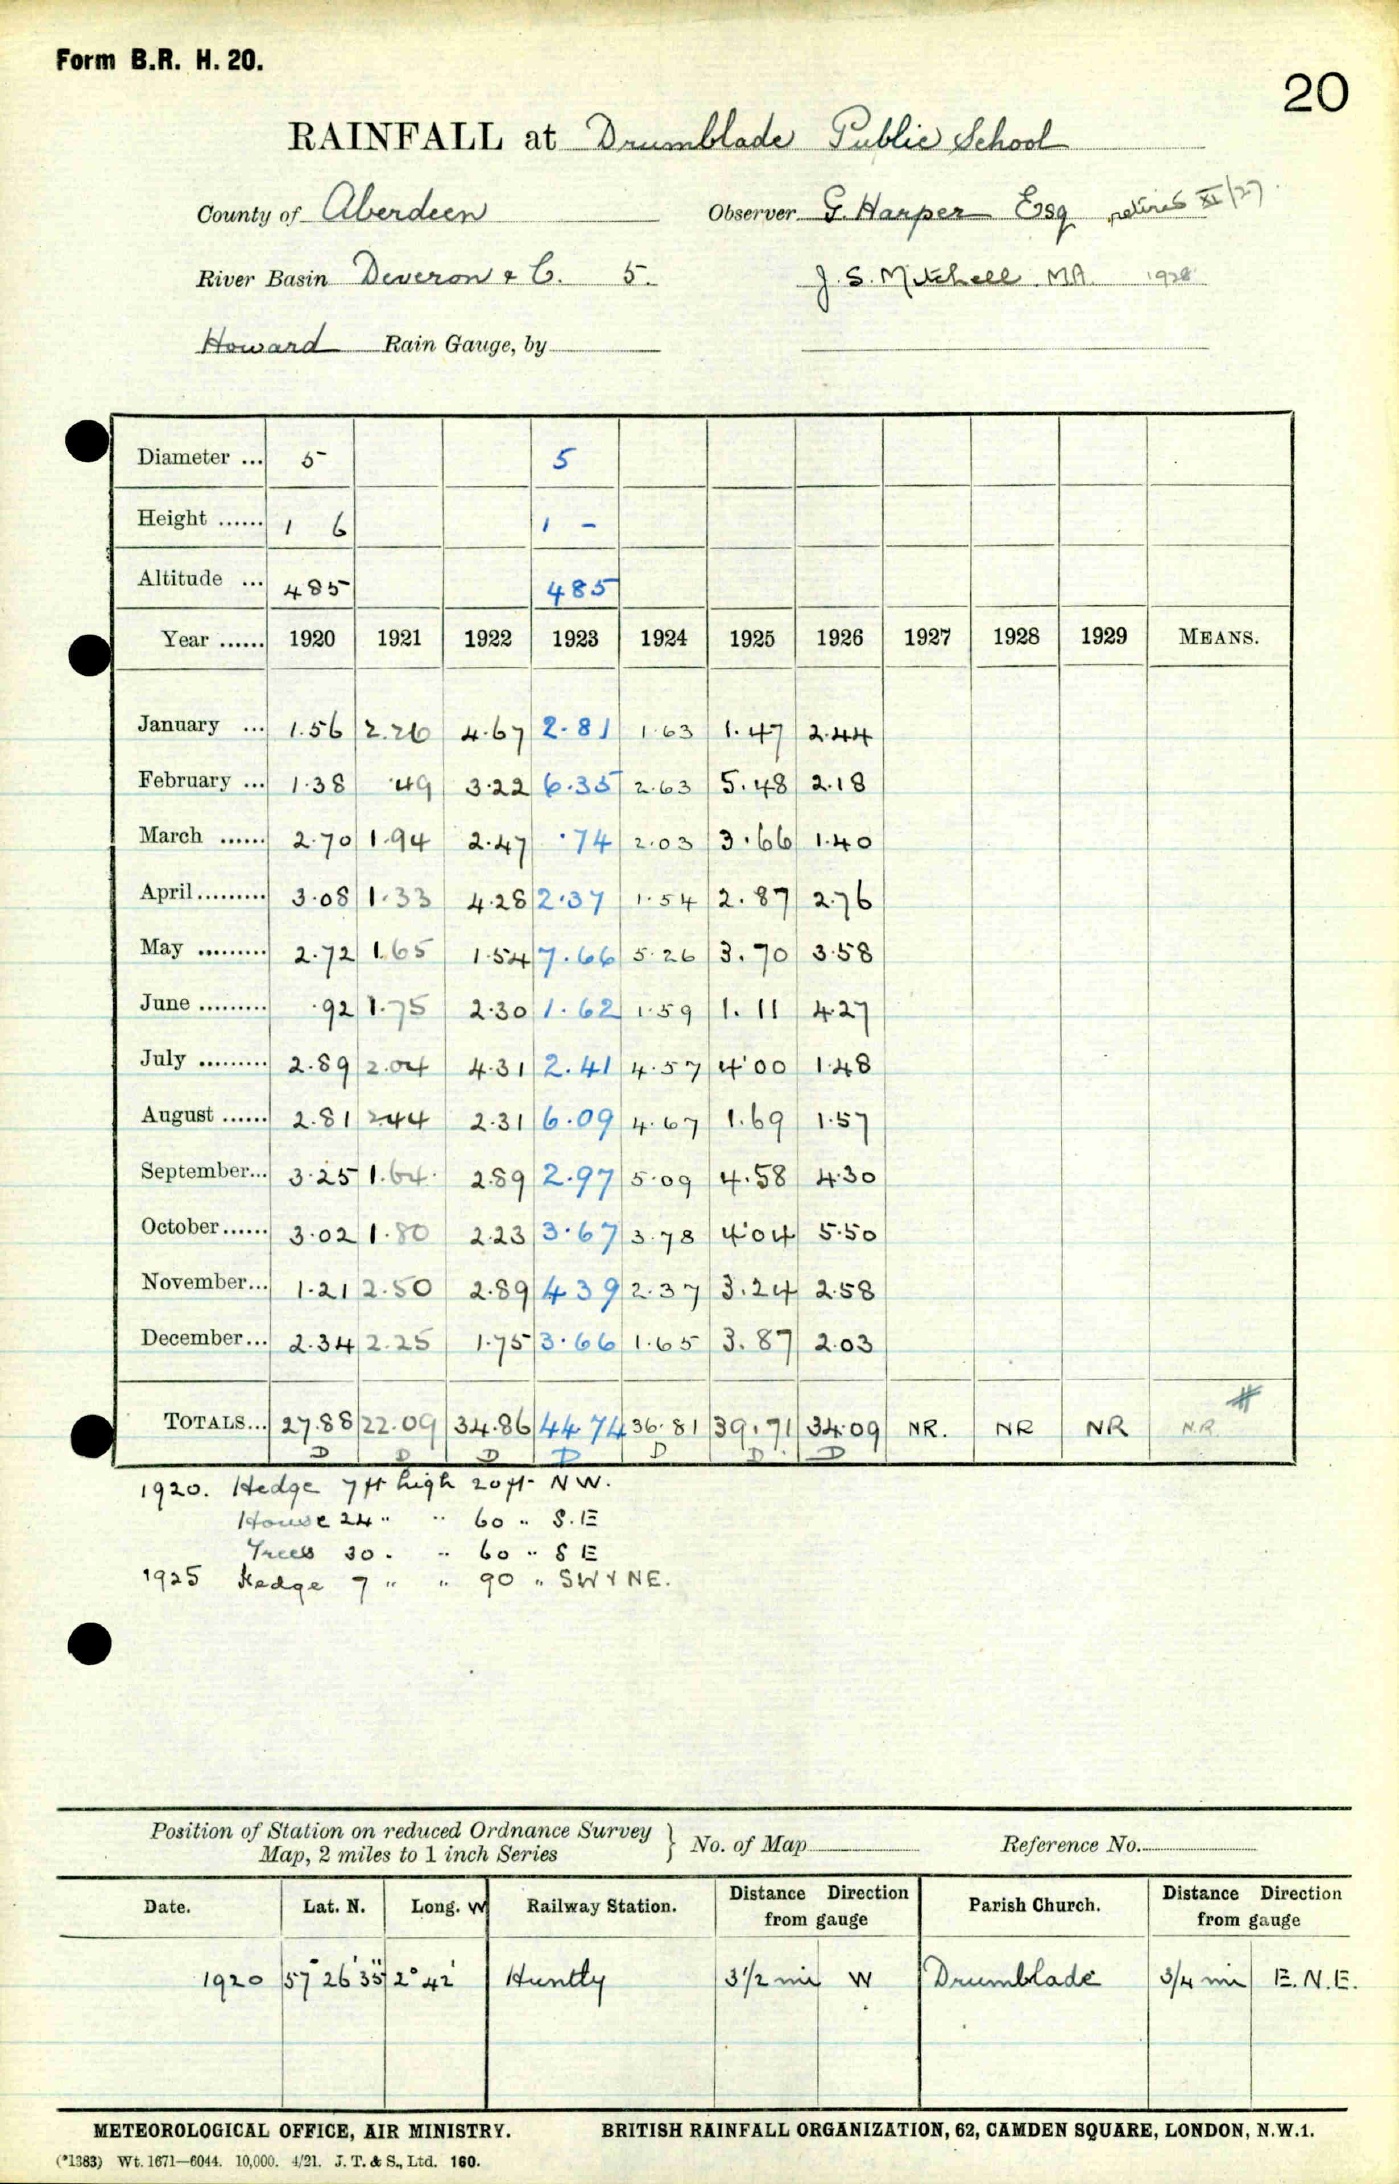 Form B.R. H. 20.
20
RAINFALL at Drumblade Public School
County of Aberdeen Observer G. Harper Esq retires XI/27.
River Basin Deveron & C. 5. J. S. Mitchell. M.A. 1928
Howard Rain Gauge, by
Diameter ... 5 5
Height ...... 1 6 1 -
Altitude ... 485 485
Year ...... 1920 1921 1922 1923 1924 1925 1926 1927 1928 1929 MEANS.
January ... 1.56 2.26 4.67 2.81 1.63 1.47 2.44
February ... 1.38 .49 3.22 6.35 2.63 5.48 2.18
March ...... 2.70 1.94 2.47 .74 2.03 3.66 1.40
April ......... 3.08 1.33 4.28 2.37 1.54 2.87 2.76
May ......... 2.72 1.65 1.54 7.66 5.26 3.70 3.58
June ......... .92 1.75 2.30 1.62 1.59 1.11 4.27
July ......... 2.89 2.04 4.31 2.41 4.57 4.00 1.48
August ...... 2.81 2.44 2.31 6.09 4.67 1.69 1.57
September... 3.25 1.64 2.89 2.97 5.09 4.58 4.30
October...... 3.02 1.80 2.23 3.67 3.78 4.04 5.50
November... 1.21 2.50 2.89 4 39 2.37 3.24 2.58
December... 2.34 2.25 1.75 3.66 1.65 3.87 2.03
TOTALS... 27.88 22.09 34.86 44.74 36.81 39.71 34.09 NR. NR NR N.R. #
D D D D D D D
1920. Hedge 7 ft high 20 ft NW.
House 24 " " 60 " S.E
Trees 30 . " 60 " S E
1925 Hedge 7 " " 90 " SW & NE.
Position of Station on reduced Ordnance Survey
Map, 2 miles to 1 inch Series } No. of Map Reference No.
Date. Lat. N. Long. W Railway Station. Distance Direction from gauge Parish Church. Distance Direction from gauge
1920 57° 26' 35" 2° 42' Huntly 3 1/2 mi W Drumblade 3/4 mi E. N. E.
METEOROLOGICAL OFFICE, AIR MINISTRY. BRITISH RAINFALL ORGANIZATION, 62, CAMDEN SQUARE, LONDON, N.W.1.
(*1383) Wt. 1671—6044. 10,000. 4/21. J. T. & S., Ltd. 160.